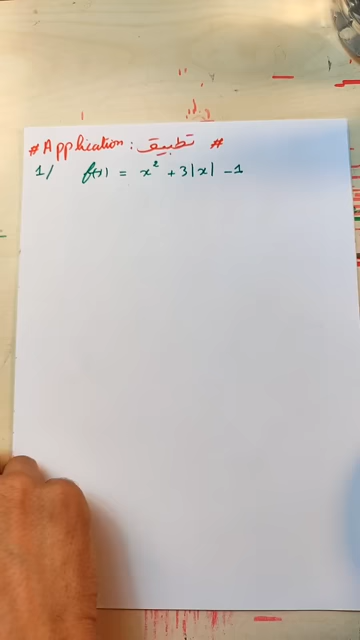 # Application : تطبيق #
1/ f(x) = x² + 3|x| - 1